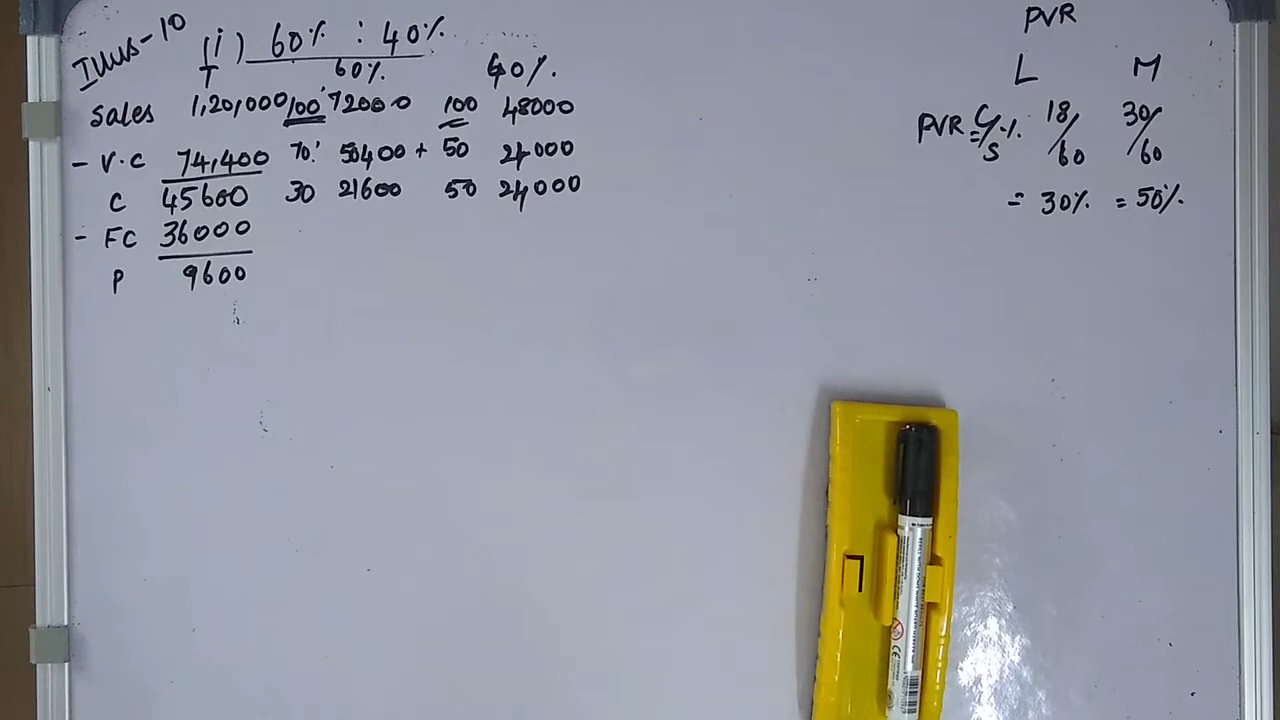 Illus-10
(i) 60% : 40%
T 60% 40%.
Sales 1,20,000 100 72000 100 48000
- V.C 74,400 70 50400 + 50 24000
C 45600 30 21600 50 24000
- FC 36000
P 9600
PVR
L M
PVR = C/S % 18/60 30/60
= 30% = 50%